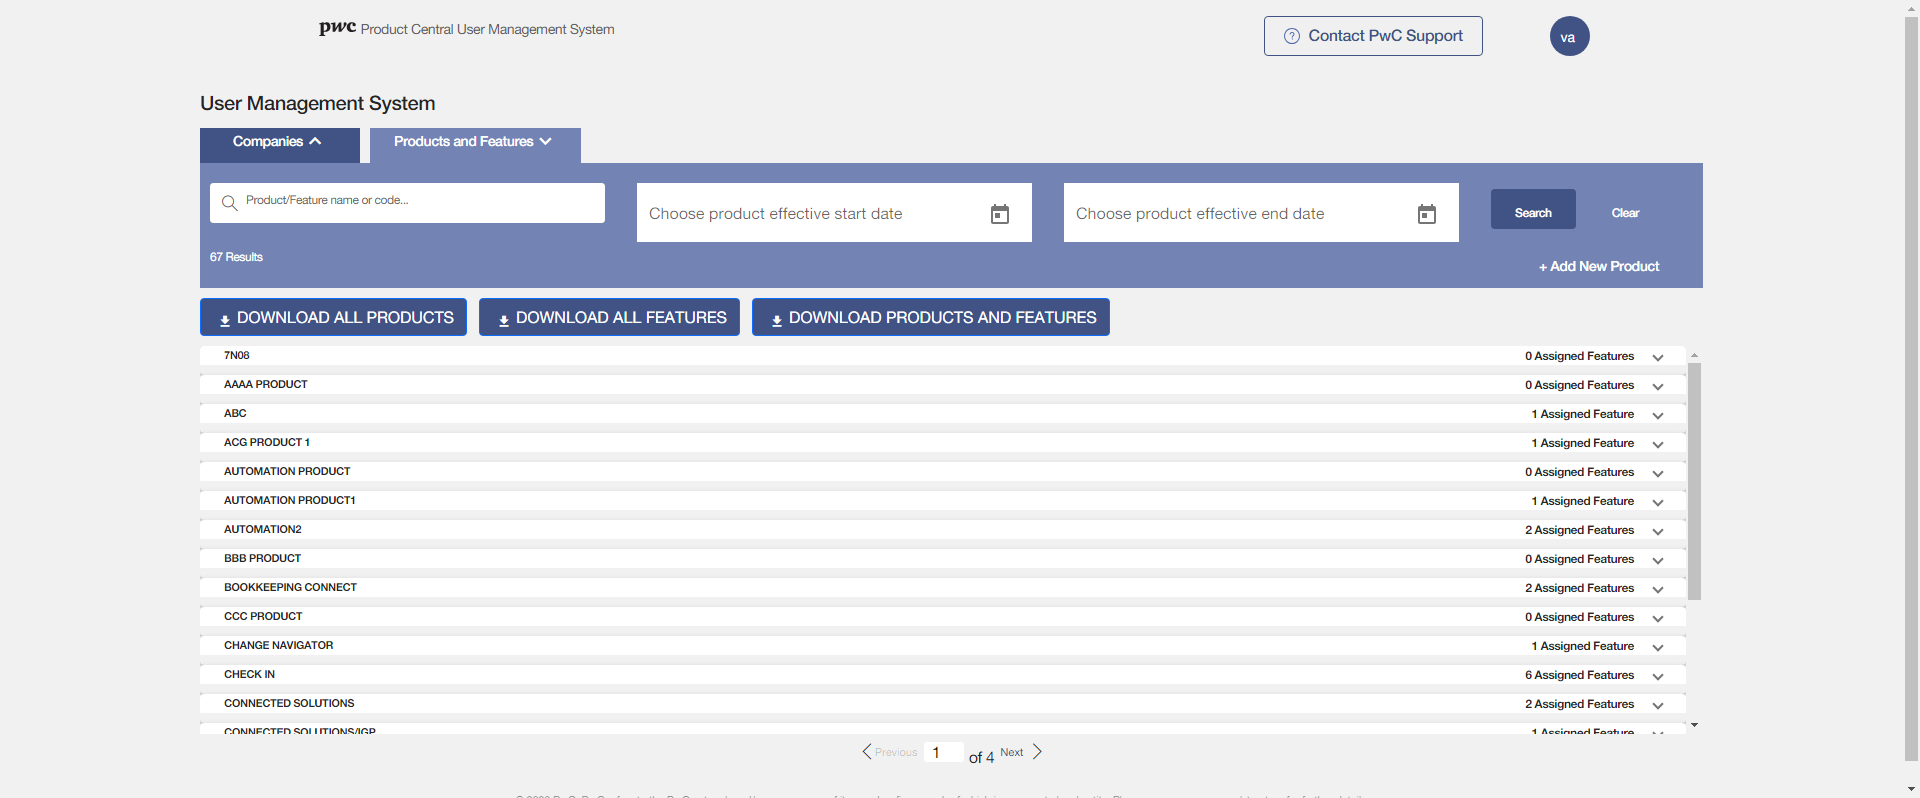 pwc Product Central User Management System
Contact PwC Support
va
User Management System
Companies
Products and Features
Product/Feature name or code...
Choose product effective start date
Choose product effective end date
Search
Clear
67 Results
+ Add New Product
DOWNLOAD ALL PRODUCTS
DOWNLOAD ALL FEATURES
DOWNLOAD PRODUCTS AND FEATURES
7N08 0 Assigned Features
AAAA PRODUCT 0 Assigned Features
ABC 1 Assigned Feature
ACG PRODUCT 1 1 Assigned Feature
AUTOMATION PRODUCT 0 Assigned Features
AUTOMATION PRODUCT1 1 Assigned Feature
AUTOMATION2 2 Assigned Features
BBB PRODUCT 0 Assigned Features
BOOKKEEPING CONNECT 2 Assigned Features
CCC PRODUCT 0 Assigned Features
CHANGE NAVIGATOR 1 Assigned Feature
CHECK IN 6 Assigned Features
CONNECTED SOLUTIONS 2 Assigned Features
CONNECTED SOLUTIONS/IGP 1 Assigned Feature
Previous 1 of 4 Next